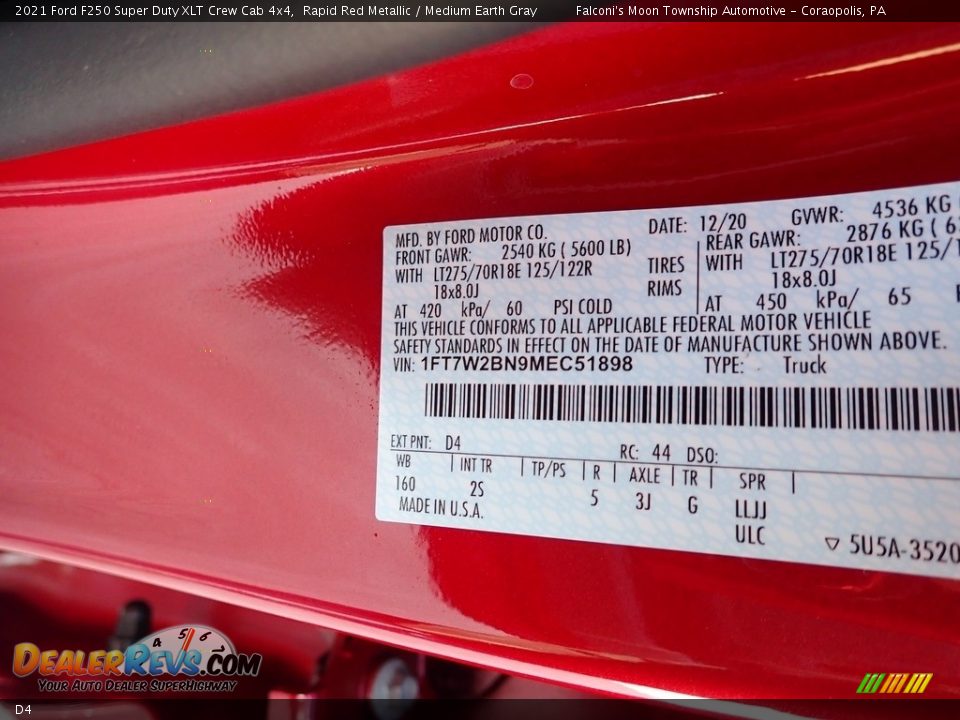 2021 Ford F250 Super Duty XLT Crew Cab 4x4, Rapid Red Metallic / Medium Earth Gray Falconi's Moon Township Automotive - Coraopolis, PA
MFD. BY FORD MOTOR CO. DATE: 12/20 GVWR: 4536 KG
FRONT GAWR: 2540 KG ( 5600 LB) REAR GAWR: 2876 KG (
WITH LT275/70R18E 125/122R TIRES WITH LT275/70R18E 125/
18x8.0J RIMS 18x8.0J
AT 420 kPa/ 60 PSI COLD AT 450 kPa/ 65
THIS VEHICLE CONFORMS TO ALL APPLICABLE FEDERAL MOTOR VEHICLE
SAFETY STANDARDS IN EFFECT ON THE DATE OF MANUFACTURE SHOWN ABOVE.
VIN: 1FT7W2BN9MEC51898 TYPE: Truck
EXT PNT: D4 RC: 44 DSO:
WB INT TR TP/PS R AXLE TR SPR
160 2S 5 3J G LLJJ
MADE IN U.S.A. ULC
5U5A-3520
4 5 6 7
DEALERREVS.COM
YOUR AUTO DEALER SUPERHIGHWAY
D4